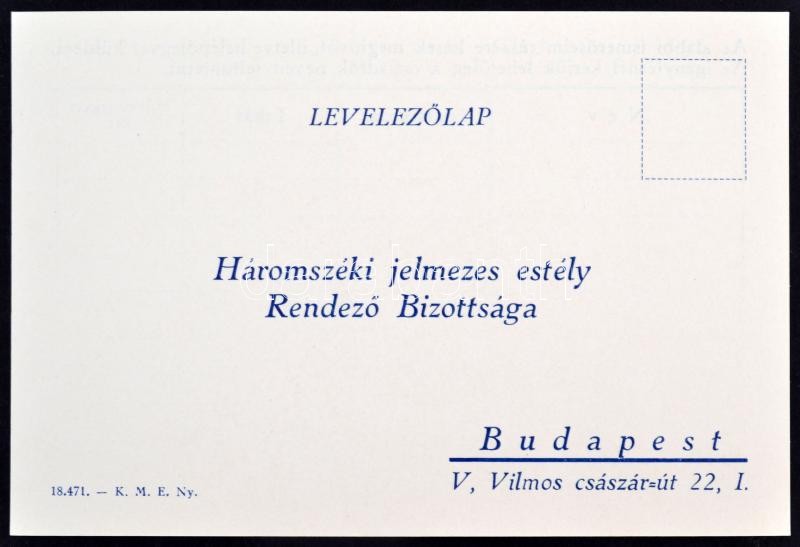 LEVELEZŐLAP
Háromszéki jelmezes estély
Rendező Bizottsága
Budapest
V, Vilmos császár=út 22, I.
18.471. — K. M. E. Ny.